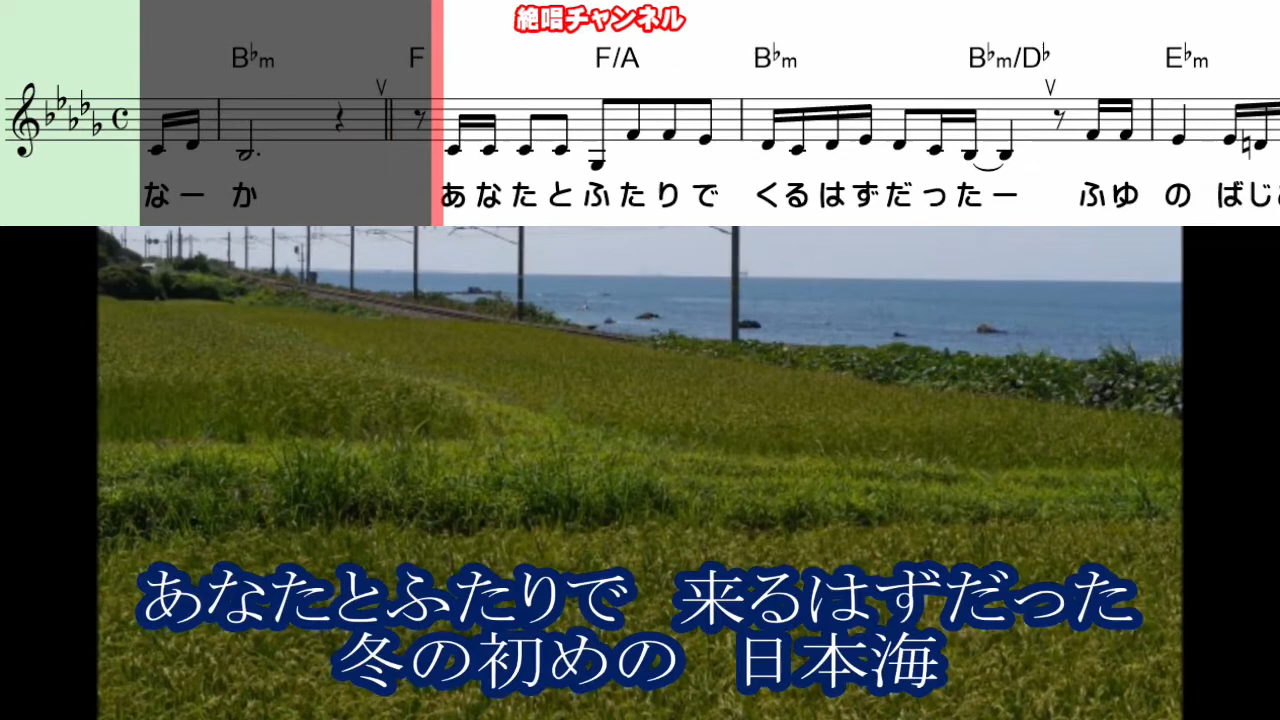 絶唱チャンネル
B♭m F F/A B♭m B♭m/D♭ E♭m
なーか あなたとふたりで くるはずだったー ふゆ の ばじ
あなたとふたりで 来るはずだった
冬の初めの 日本海